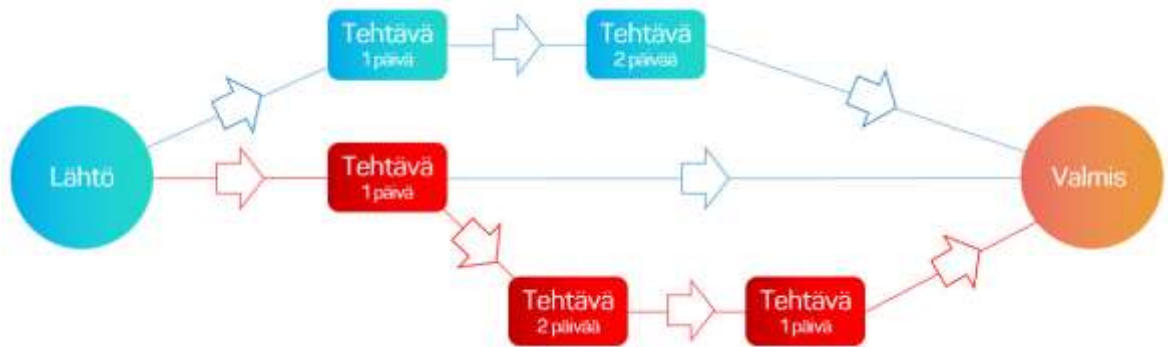 Tehtävä
1 päivä
Tehtävä
2 päivää
Lähtö
Tehtävä
1 päivä
Valmis
Tehtävä
2 päivää
Tehtävä
1 päivä